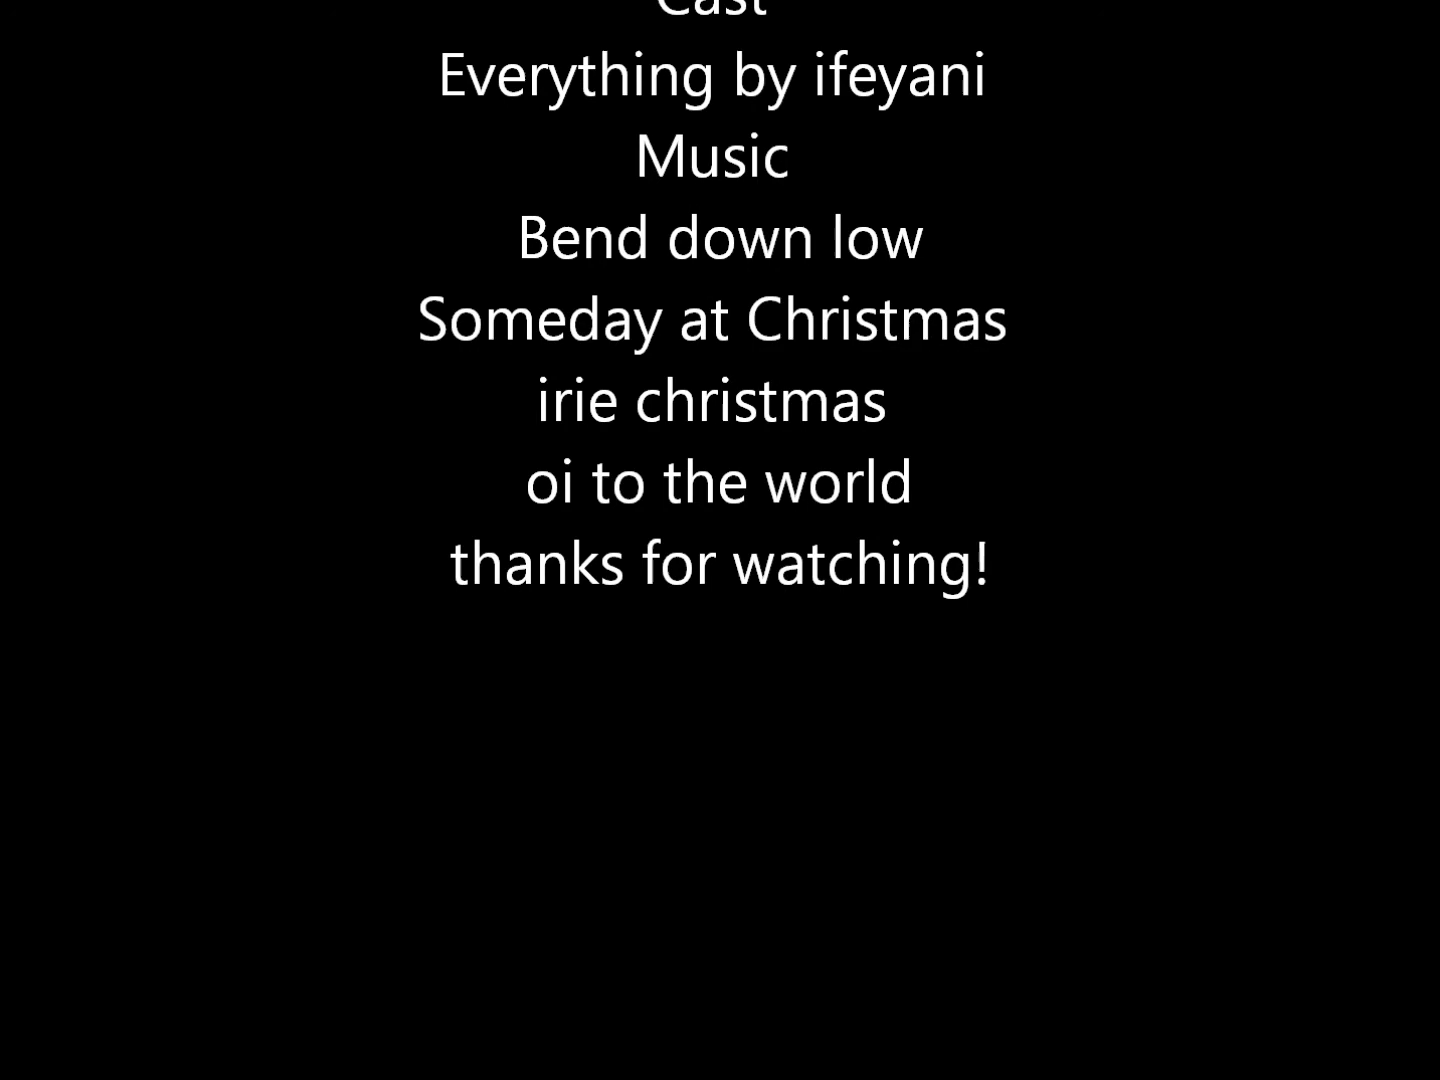 Cast
Everything by ifeyani
Music
Bend down low
Someday at Christmas
irie christmas
oi to the world
thanks for watching!